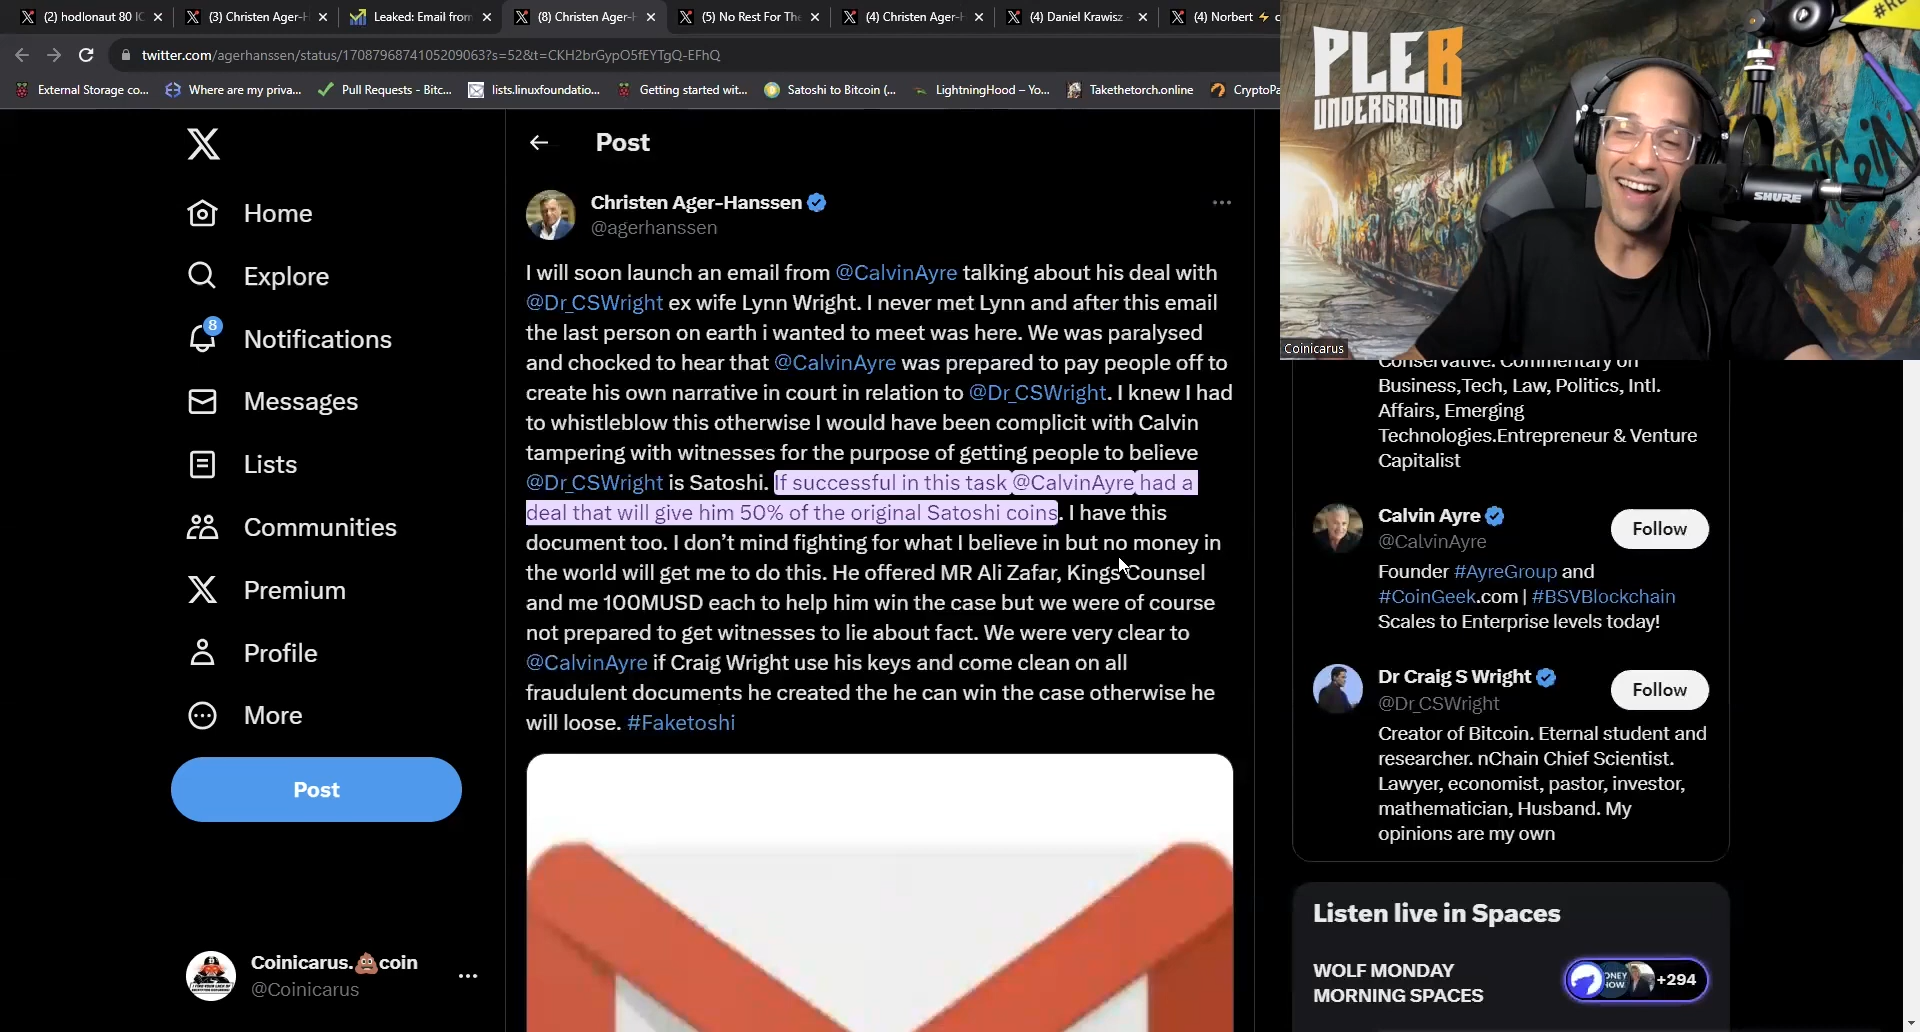 (2) hodlonaut 80 IC
(3) Christen Ager-H
Leaked: Email from
(8) Christen Ager-H
(5) No Rest For The
(4) Christen Ager-H
(4) Daniel Krawisz
(4) Norbert ⚡ c
twitter.com/agerhanssen/status/1708796874105209063?s=52&t=CKH2brGypO5fEYTgQ-EFhQ
External Storage co...
Where are my priva...
Pull Requests · Bitc...
lists.linuxfoundatio...
Getting started wit...
Satoshi to Bitcoin (...
LightningHood – Yo...
Takethetorch.online
CryptoPa
PLEB
UNDERGROUND
SHURE
Coinicarus
Home
Explore
8
Notifications
Messages
Lists
Communities
Premium
Profile
More
Post
Coinicarus.💩coin
@Coinicarus
Post
Christen Ager-Hanssen
@agerhanssen
I will soon launch an email from @CalvinAyre talking about his deal with
@Dr_CSWright ex wife Lynn Wright. I never met Lynn and after this email
the last person on earth i wanted to meet was here. We was paralysed
and chocked to hear that @CalvinAyre was prepared to pay people off to
create his own narrative in court in relation to @Dr_CSWright. I knew I had
to whistleblow this otherwise I would have been complicit with Calvin
tampering with witnesses for the purpose of getting people to believe
@Dr_CSWright is Satoshi. If successful in this task @CalvinAyre had a
deal that will give him 50% of the original Satoshi coins. I have this
document too. I don’t mind fighting for what I believe in but no money in
the world will get me to do this. He offered MR Ali Zafar, Kings Counsel
and me 100MUSD each to help him win the case but we were of course
not prepared to get witnesses to lie about fact. We were very clear to
@CalvinAyre if Craig Wright use his keys and come clean on all
fraudulent documents he created the he can win the case otherwise he
will loose. #Faketoshi
Conservative. Commentary on
Business,Tech, Law, Politics, Intl.
Affairs, Emerging
Technologies.Entrepreneur & Venture
Capitalist
Calvin Ayre
@CalvinAyre
Follow
Founder #AyreGroup and
#CoinGeek.com | #BSVBlockchain
Scales to Enterprise levels today!
Dr Craig S Wright
@Dr_CSWright
Follow
Creator of Bitcoin. Eternal student and
researcher. nChain Chief Scientist.
Lawyer, economist, pastor, investor,
mathematician, Husband. My
opinions are my own
Listen live in Spaces
WOLF MONDAY
MORNING SPACES
+294